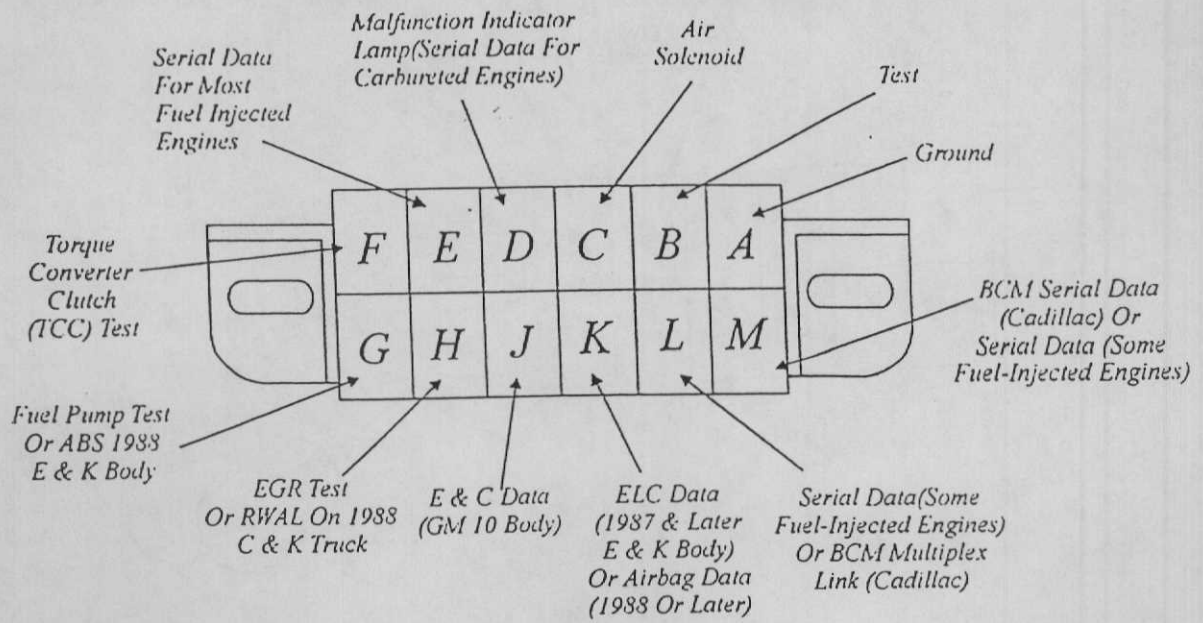 Serial Data
For Most
Fuel Injected
Engines
Malfunction Indicator
Lamp(Serial Data For
Carbureted Engines)
Air
Solenoid
Test
Ground
F
E
D
C
B
A
Torque
Converter
Clutch
(TCC) Test
G
H
J
K
L
M
BCM Serial Data
(Cadillac) Or
Serial Data (Some
Fuel-Injected Engines)
Fuel Pump Test
Or ABS 1988
E & K Body
EGR Test
Or RWAL On 1988
C & K Truck
E & C Data
(GM 10 Body)
ELC Data
(1987 & Later
E & K Body)
Or Airbag Data
(1988 Or Later)
Serial Data(Some
Fuel-Injected Engines)
Or BCM Multiplex
Link (Cadillac)